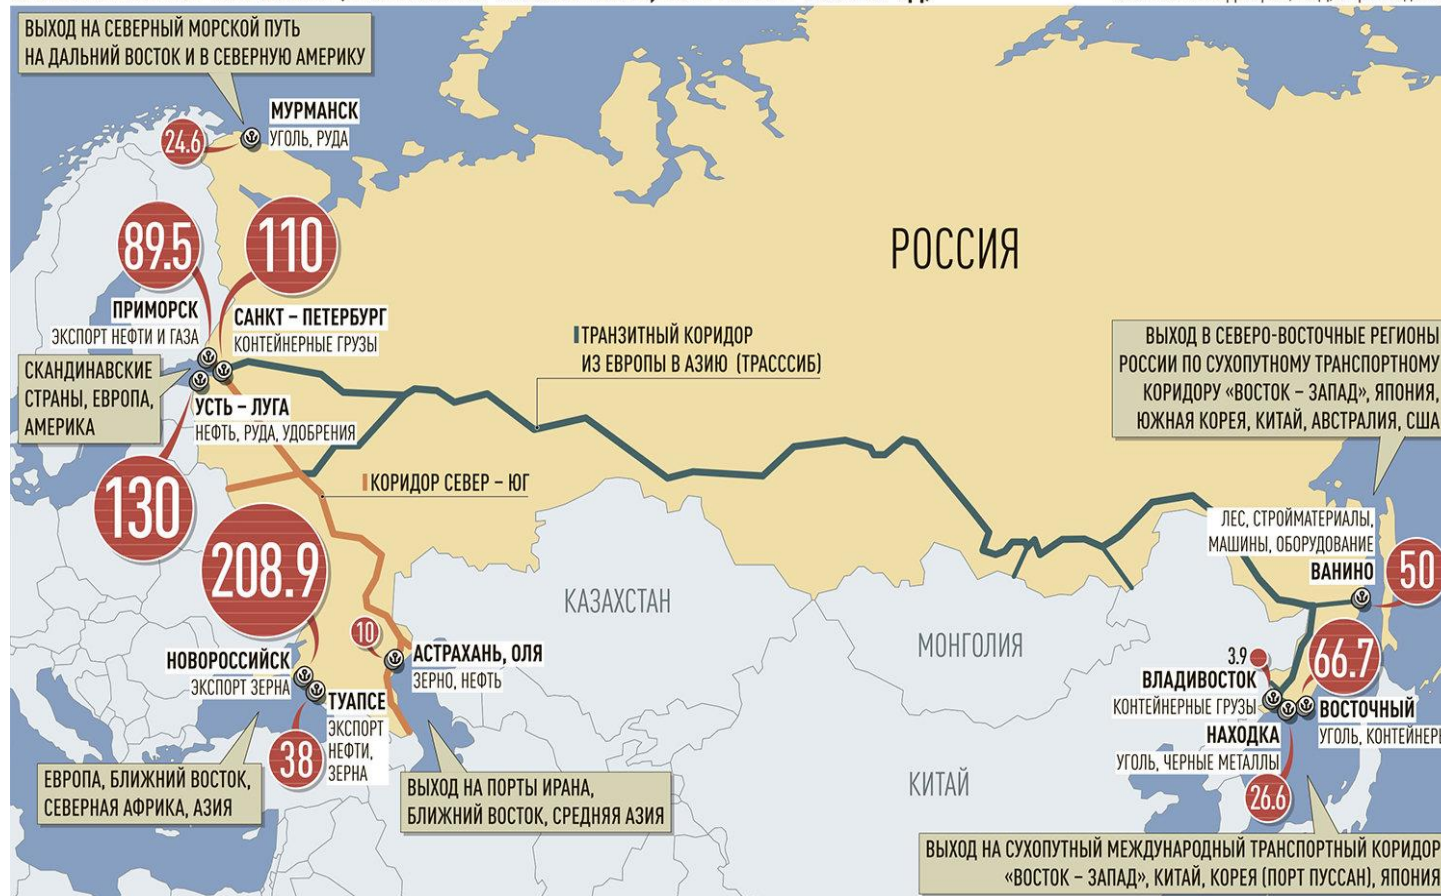 ВЫХОД НА СЕВЕРНЫЙ МОРСКОЙ ПУТЬ
НА ДАЛЬНИЙ ВОСТОК И В СЕВЕРНУЮ АМЕРИКУ
МУРМАНСК
УГОЛЬ, РУДА
24.6
89.5
110
ПРИМОРСК
ЭКСПОРТ НЕФТИ И ГАЗА
САНКТ – ПЕТЕРБУРГ
КОНТЕЙНЕРНЫЕ ГРУЗЫ
СКАНДИНАВСКИЕ
СТРАНЫ, ЕВРОПА,
АМЕРИКА
УСТЬ – ЛУГА
НЕФТЬ, РУДА, УДОБРЕНИЯ
130
РОССИЯ
ТРАНЗИТНЫЙ КОРИДОР
ИЗ ЕВРОПЫ В АЗИЮ (ТРАСССИБ)
КОРИДОР СЕВЕР – ЮГ
ВЫХОД В СЕВЕРО-ВОСТОЧНЫЕ РЕГИОНЫ
РОССИИ ПО СУХОПУТНОМУ ТРАНСПОРТНОМУ
КОРИДОРУ «ВОСТОК – ЗАПАД», ЯПОНИЯ,
ЮЖНАЯ КОРЕЯ, КИТАЙ, АВСТРАЛИЯ, США
208.9
НОВОРОССИЙСК
ЭКСПОРТ ЗЕРНА
10
АСТРАХАНЬ, ОЛЯ
ЗЕРНО, НЕФТЬ
ТУАПСЕ
ЭКСПОРТ
НЕФТИ,
ЗЕРНА
38
ЕВРОПА, БЛИЖНИЙ ВОСТОК,
СЕВЕРНАЯ АФРИКА, АЗИЯ
ВЫХОД НА ПОРТЫ ИРАНА,
БЛИЖНИЙ ВОСТОК, СРЕДНЯЯ АЗИЯ
КАЗАХСТАН
МОНГОЛИЯ
КИТАЙ
ЛЕС, СТРОЙМАТЕРИАЛЫ,
МАШИНЫ, ОБОРУДОВАНИЕ
ВАНИНО
50
3.9
ВЛАДИВОСТОК
КОНТЕЙНЕРНЫЕ ГРУЗЫ
66.7
ВОСТОЧНЫЙ
УГОЛЬ, КОНТЕЙНЕРЫ
НАХОДКА
УГОЛЬ, ЧЕРНЫЕ МЕТАЛЛЫ
26.6
ВЫХОД НА СУХОПУТНЫЙ МЕЖДУНАРОДНЫЙ ТРАНСПОРТНЫЙ КОРИДОР
«ВОСТОК – ЗАПАД», КИТАЙ, КОРЕЯ (ПОРТ ПУССАН), ЯПОНИЯ